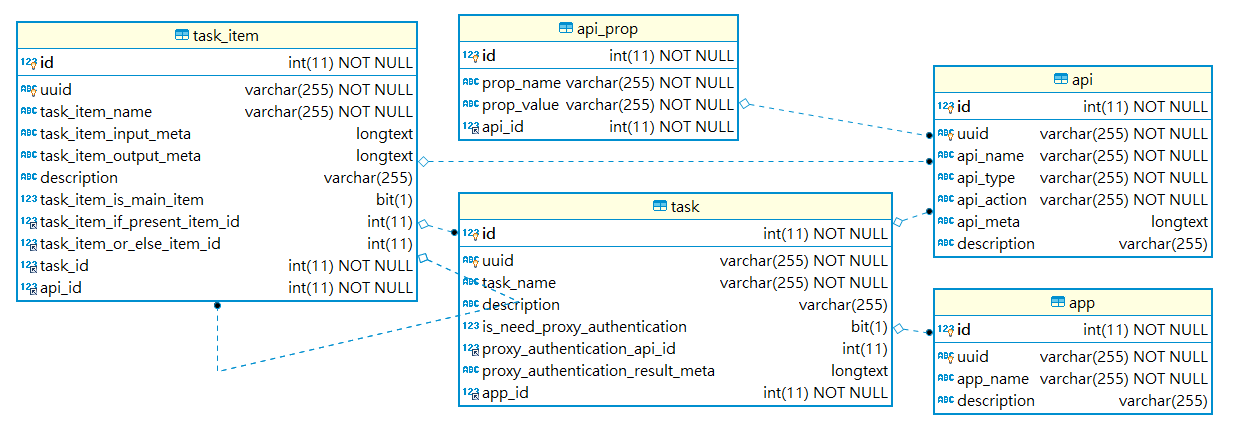 task_item
id int(11) NOT NULL
uuid varchar(255) NOT NULL
task_item_name varchar(255) NOT NULL
task_item_input_meta longtext
task_item_output_meta longtext
description varchar(255)
task_item_is_main_item bit(1)
task_item_if_present_item_id int(11)
task_item_or_else_item_id int(11)
task_id int(11) NOT NULL
api_id int(11) NOT NULL
api_prop
id int(11) NOT NULL
prop_name varchar(255) NOT NULL
prop_value varchar(255) NOT NULL
api_id int(11) NOT NULL
task
id int(11) NOT NULL
uuid varchar(255) NOT NULL
task_name varchar(255) NOT NULL
description varchar(255)
is_need_proxy_authentication bit(1)
proxy_authentication_api_id int(11)
proxy_authentication_result_meta longtext
app_id int(11) NOT NULL
api
id int(11) NOT NULL
uuid varchar(255) NOT NULL
api_name varchar(255) NOT NULL
api_type varchar(255) NOT NULL
api_action varchar(255) NOT NULL
api_meta longtext
description varchar(255)
app
id int(11) NOT NULL
uuid varchar(255) NOT NULL
app_name varchar(255) NOT NULL
description varchar(255)